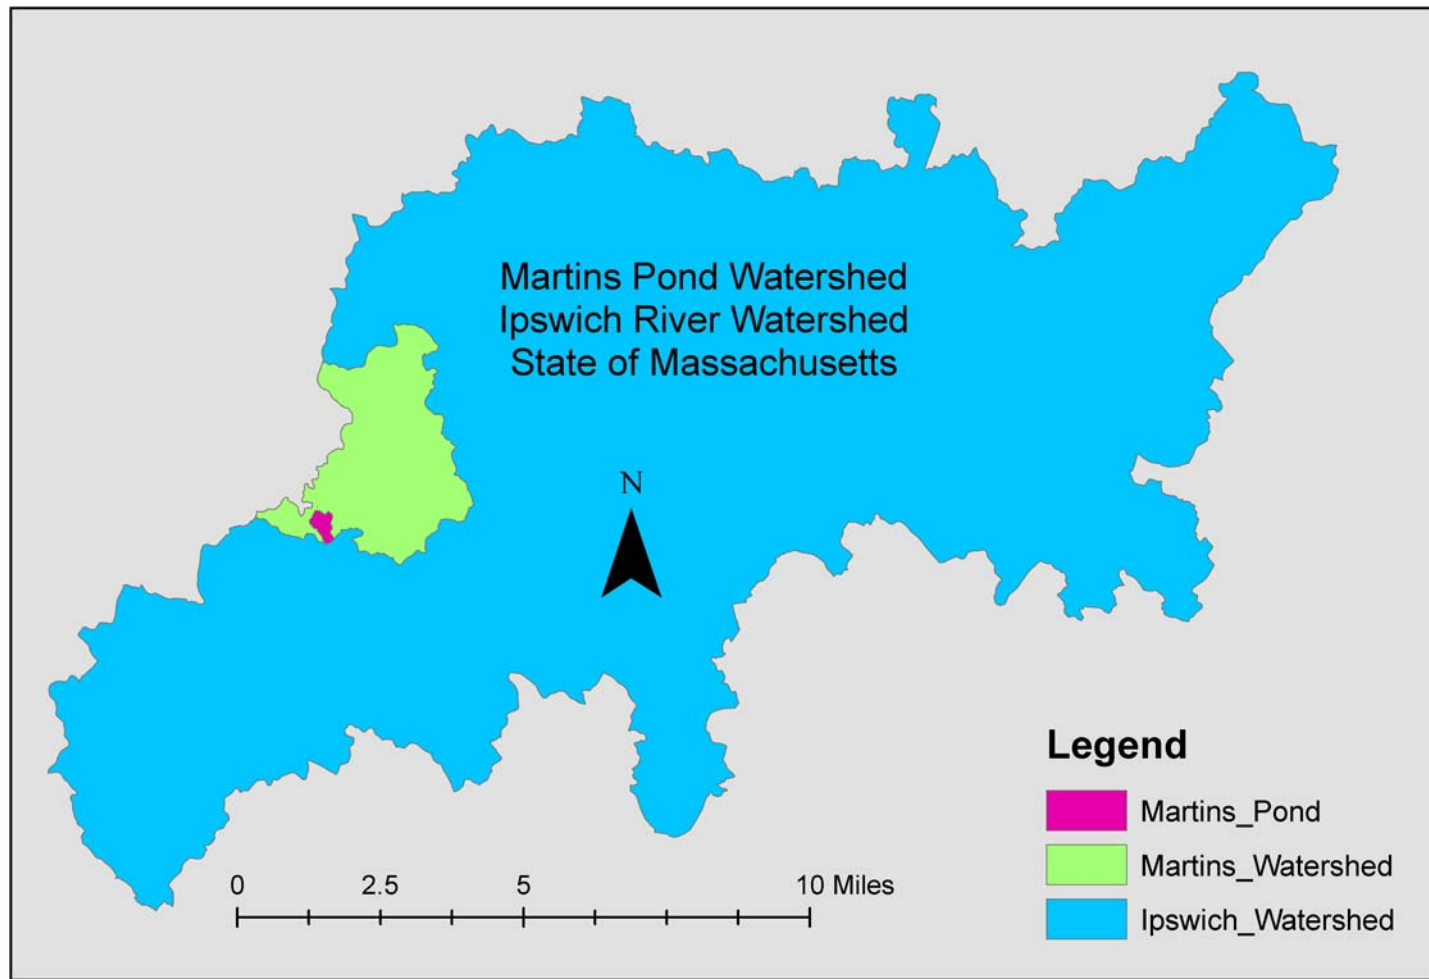 Martins Pond Watershed
Ipswich River Watershed
State of Massachusetts
N
Legend
Martins_Pond
Martins_Watershed
Ipswich_Watershed
0 2.5 5 10 Miles